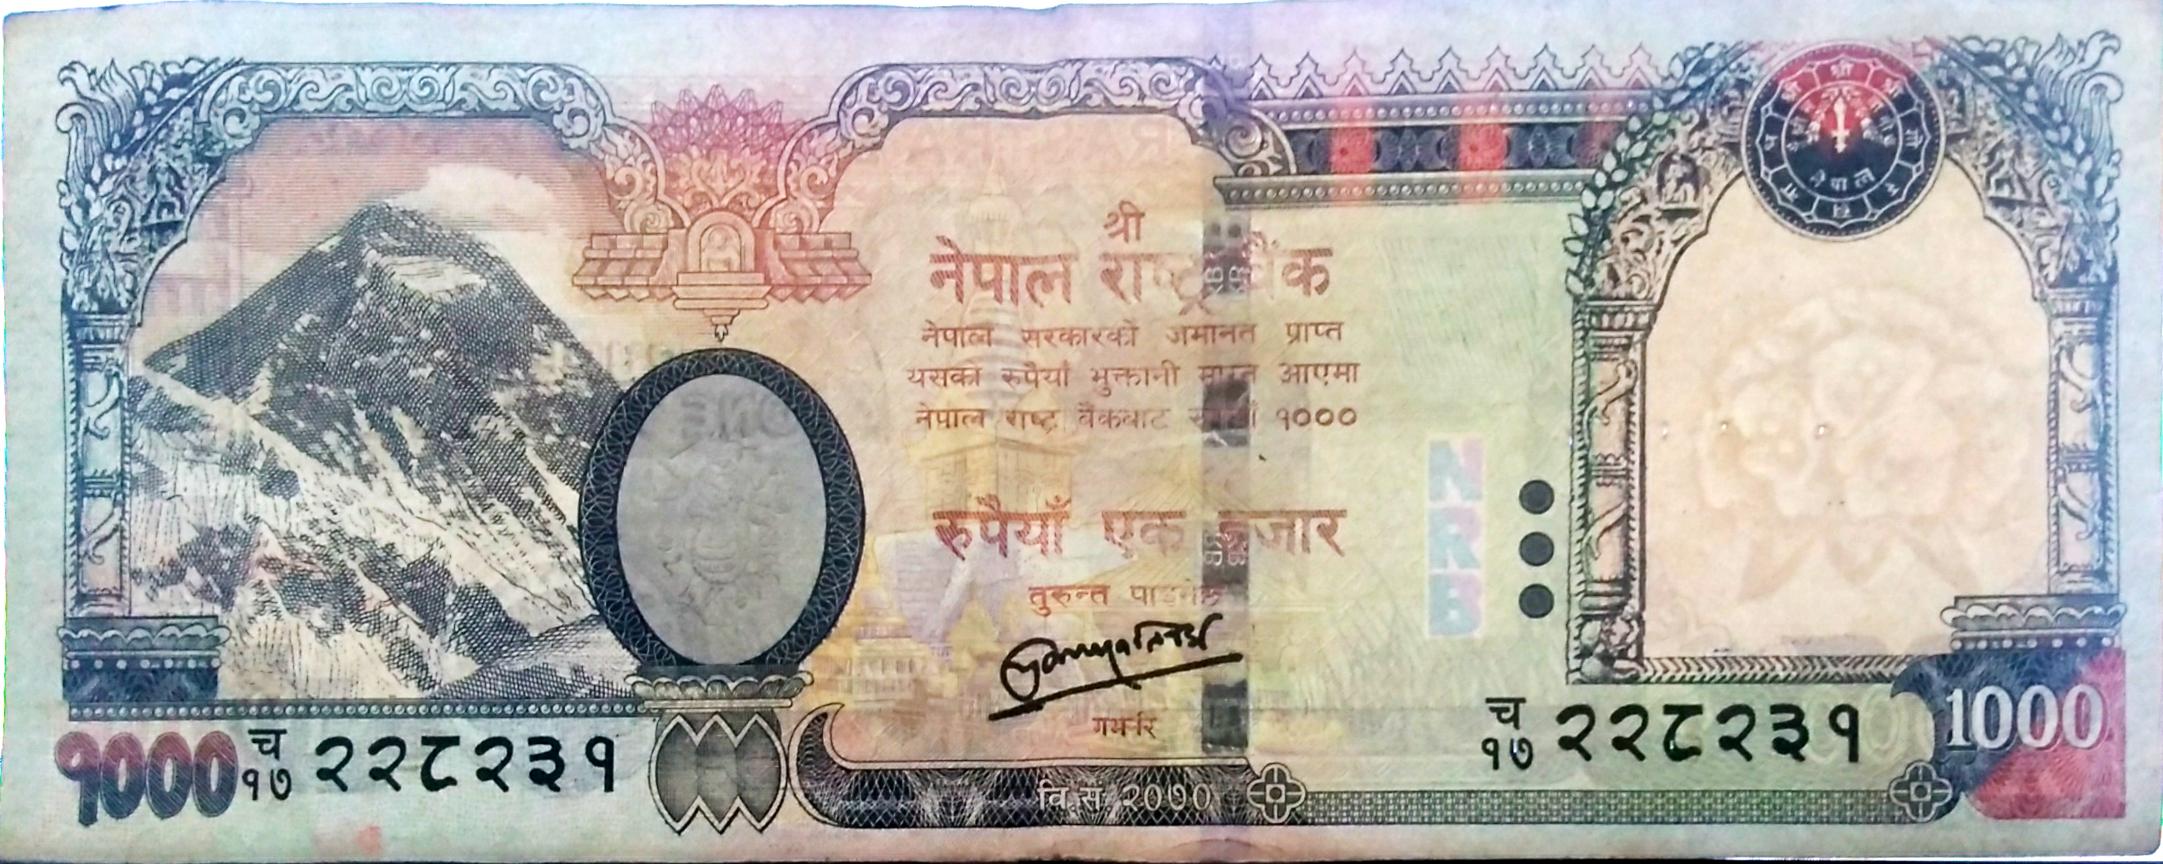 श्री
नेपाल राष्ट्र बैंक
नेपाल सरकारको जमानत प्राप्त
यसको रुपैयाँ भुक्तानी माग्न आएमा
नेपाल राष्ट्र बैंकबाट रुपैयाँ १०००
रुपैयाँ एक हजार
तुरुन्त पाइनेछ
गभर्नर
NRB
१००० च १७ २२८२३१
च १७ २२८२३१
1000
वि.सं. २०७०
नेपाल